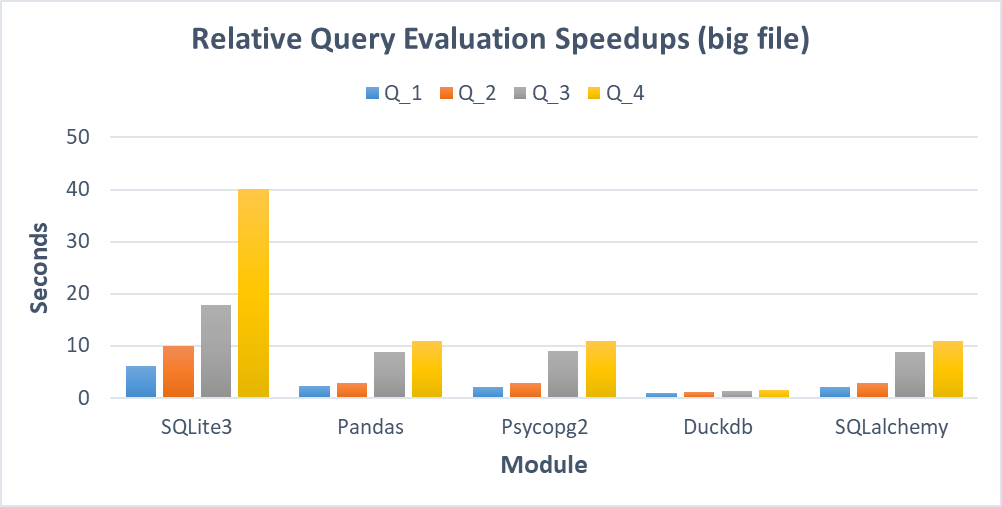 Relative Query Evaluation Speedups (big file)
Q_1 Q_2 Q_3 Q_4
50
40
30
20
10
0
Seconds
SQLite3 Pandas Psycopg2 Duckdb SQLalchemy
Module